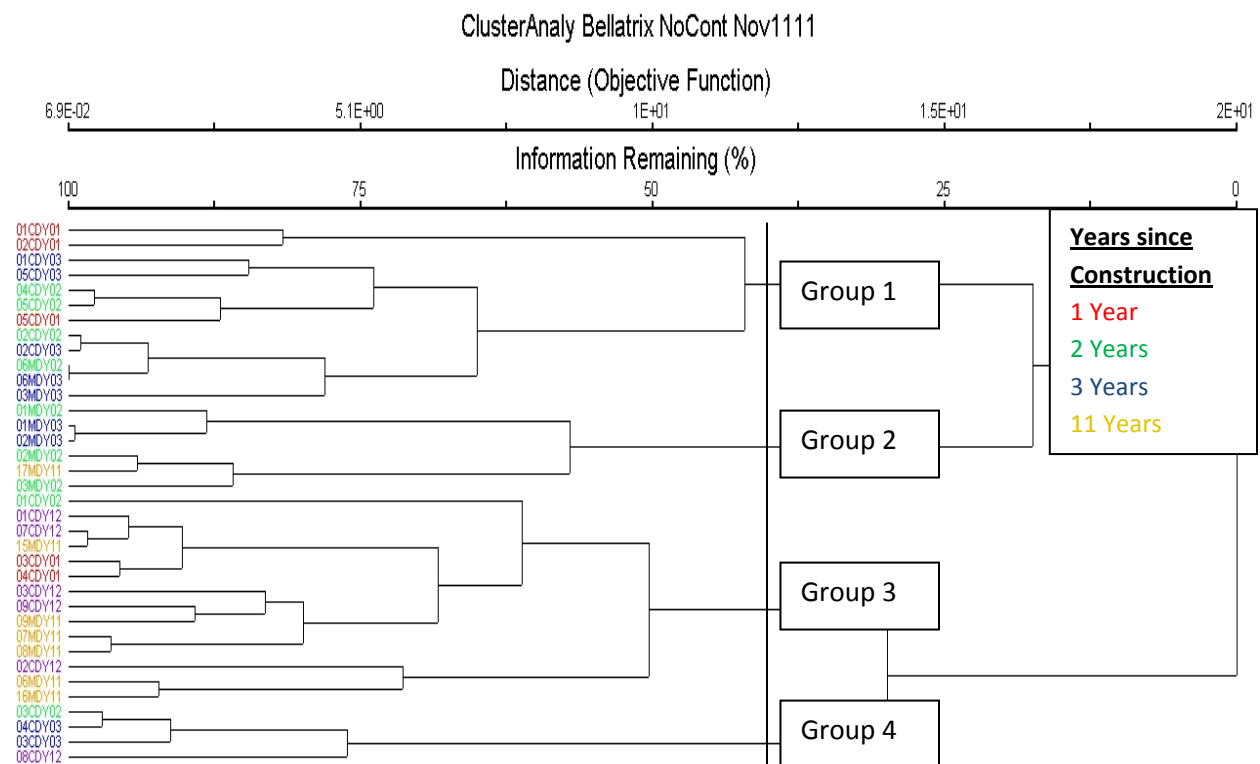 ClusterAnaly Bellatrix NoCont Nov1111
Distance (Objective Function)
6.9E-02 5.1E+00 1E+01 1.5E+01 2E+01
Information Remaining (%)
100 75 50 25 0
01CDY01
02CDY01
01CDY03
05CDY03
04CDY02
05CDY02
05CDY01
02CDY02
02CDY03
06MDY02
06MDY03
03MDY03
01MDY02
01MDY03
02MDY03
02MDY02
17MDY11
03MDY02
01CDY02
01CDY12
07CDY12
15MDY11
03CDY01
04CDY01
03CDY12
09CDY12
09MDY11
07MDY11
08MDY11
02CDY12
06MDY11
16MDY11
03CDY02
04CDY03
03CDY03
08CDY12
Group 1
Group 2
Group 3
Group 4
Years since
Construction
1 Year
2 Years
3 Years
11 Years